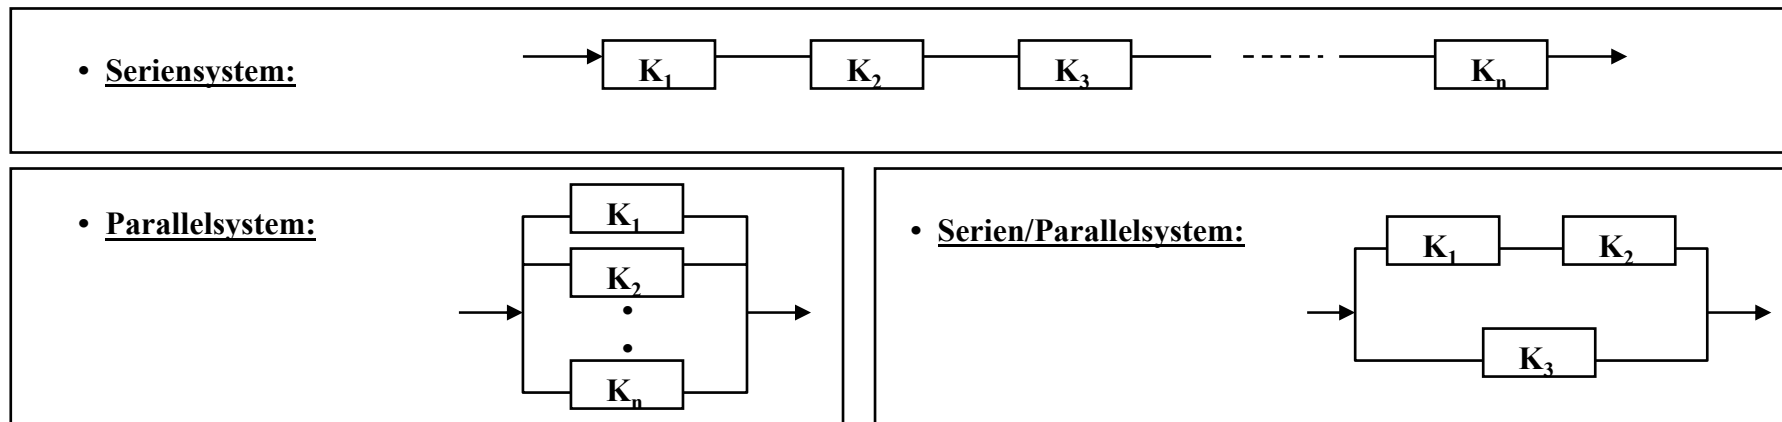 • Seriensystem:
K₁ K₂ K₃ Kₙ
• Parallelsystem:
K₁
K₂
•
•
Kₙ
• Serien/Parallelsystem:
K₁ K₂
K₃